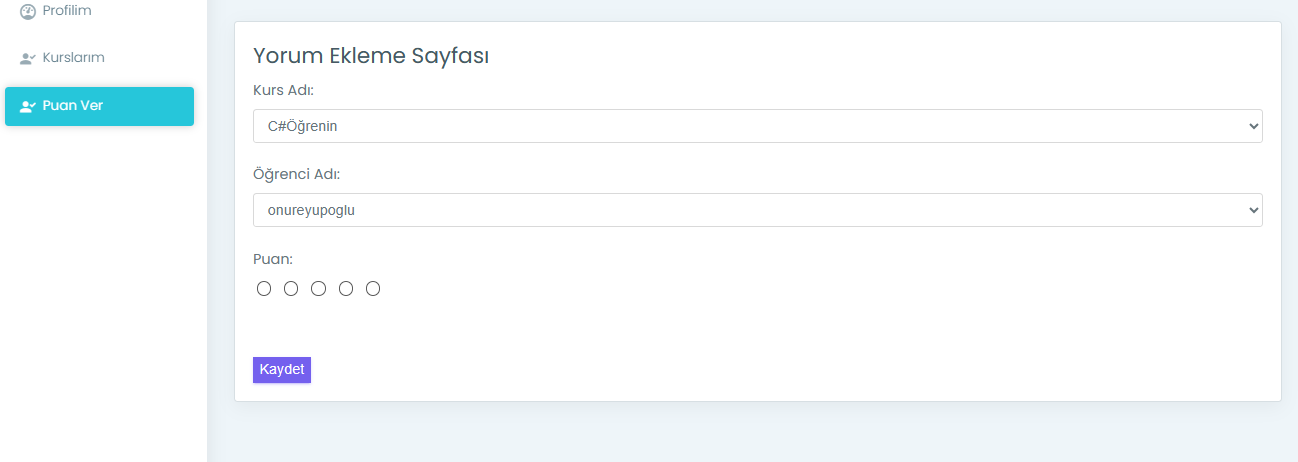 Profilim
Kurslarım
Puan Ver
Yorum Ekleme Sayfası
Kurs Adı:
C#Öğrenin
Öğrenci Adı:
onureyupoglu
Puan:
Kaydet